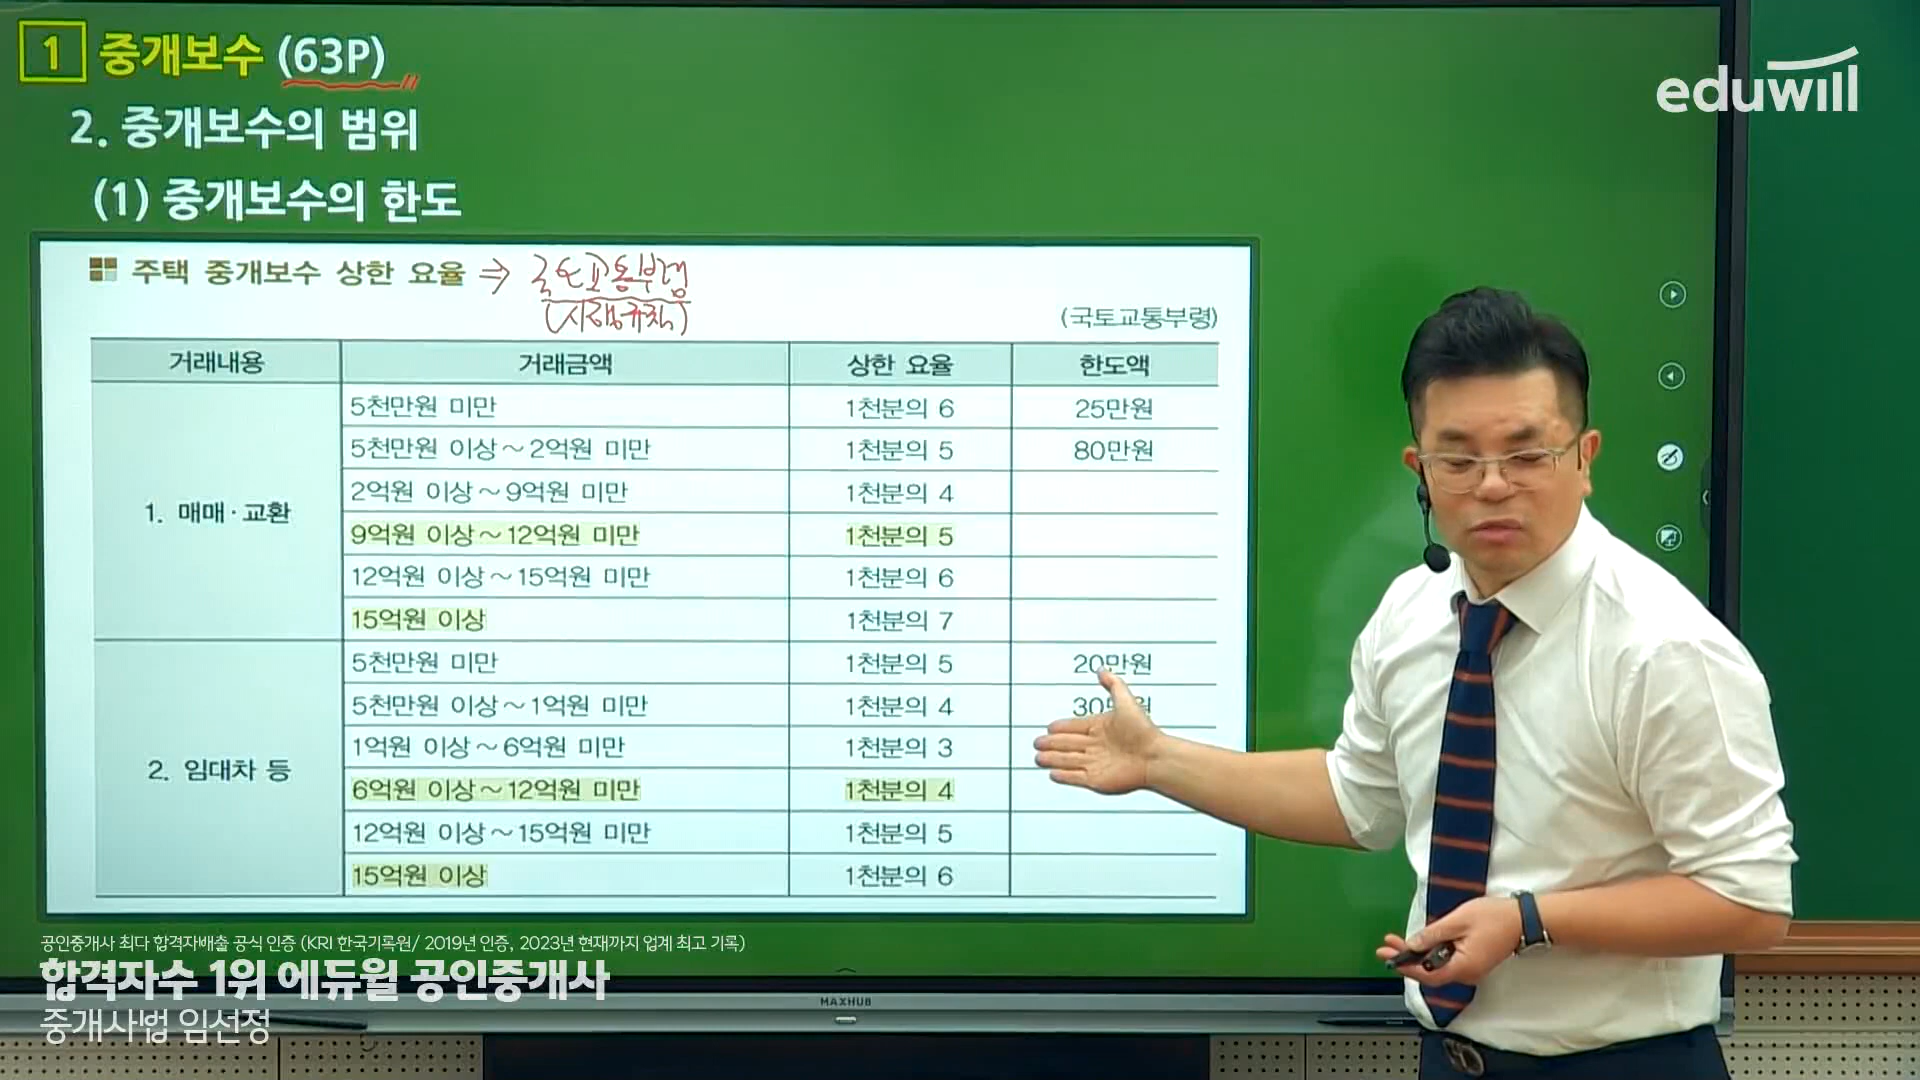 1 중개보수 (63P)
eduwill
2. 중개보수의 범위
(1) 중개보수의 한도
주택 중개보수 상한 요율 ⇒ 국토교통부령
(시행규칙)
(국토교통부령)
거래내용 거래금액 상한 요율 한도액
1. 매매·교환
5천만원 미만 1천분의 6 25만원
5천만원 이상~2억원 미만 1천분의 5 80만원
2억원 이상~9억원 미만 1천분의 4
9억원 이상~12억원 미만 1천분의 5
12억원 이상~15억원 미만 1천분의 6
15억원 이상 1천분의 7
2. 임대차 등
5천만원 미만 1천분의 5 20만원
5천만원 이상~1억원 미만 1천분의 4 30만원
1억원 이상~6억원 미만 1천분의 3
6억원 이상~12억원 미만 1천분의 4
12억원 이상~15억원 미만 1천분의 5
15억원 이상 1천분의 6
공인중개사 최다 합격자배출 공식 인증 (KRI 한국기록원/ 2019년 인증, 2023년 현재까지 업계 최고 기록)
합격자수 1위 에듀윌 공인중개사
중개사법 임선정
MAXHUB